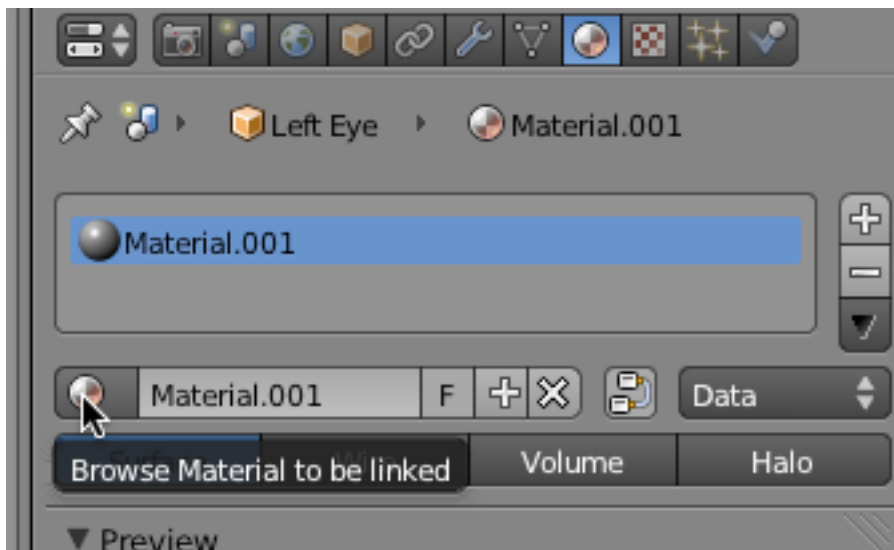 Left Eye Material.001
Material.001
Material.001 F Data
Browse Material to be linked Volume Halo
Preview